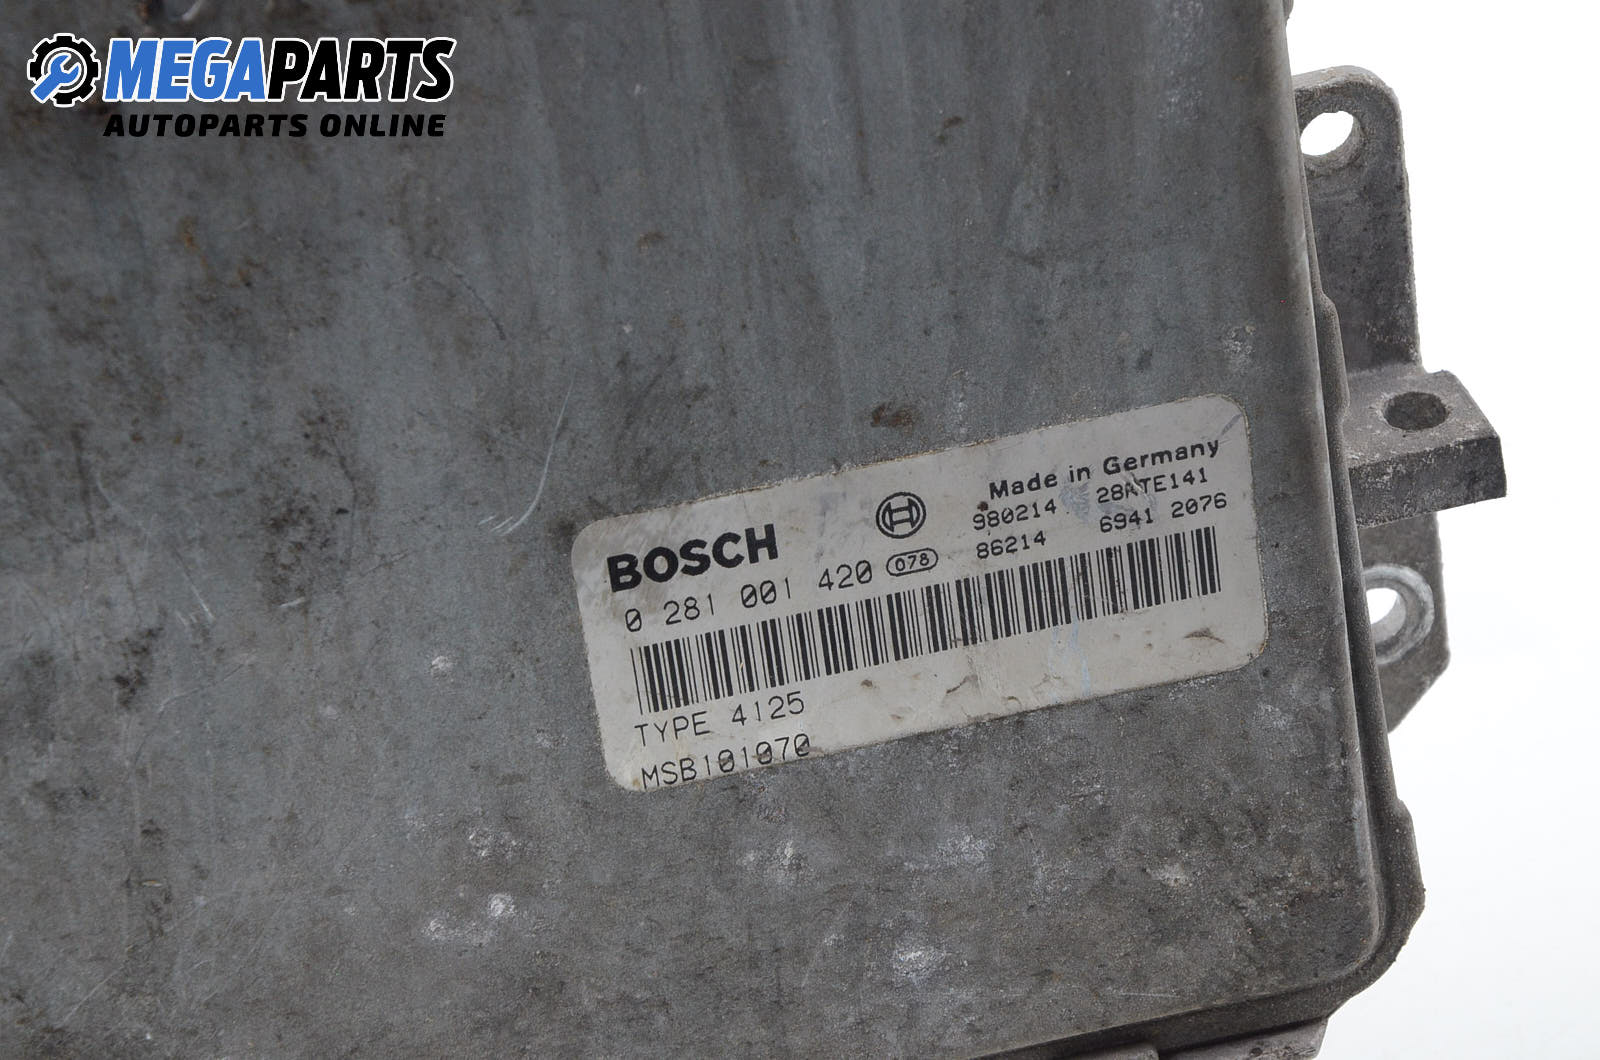 MEGAPARTS
AUTOPARTS ONLINE
BOSCH
Made in Germany
980214 28RTE141
0 281 001 420 078 86214 6941 2076
TYPE 4125
MSB101070